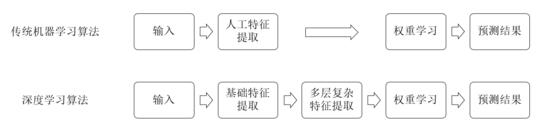 传统机器学习算法
输入
人工特征
提取
权重学习
预测结果
深度学习算法
输入
基础特征
提取
多层复杂
特征提取
权重学习
预测结果